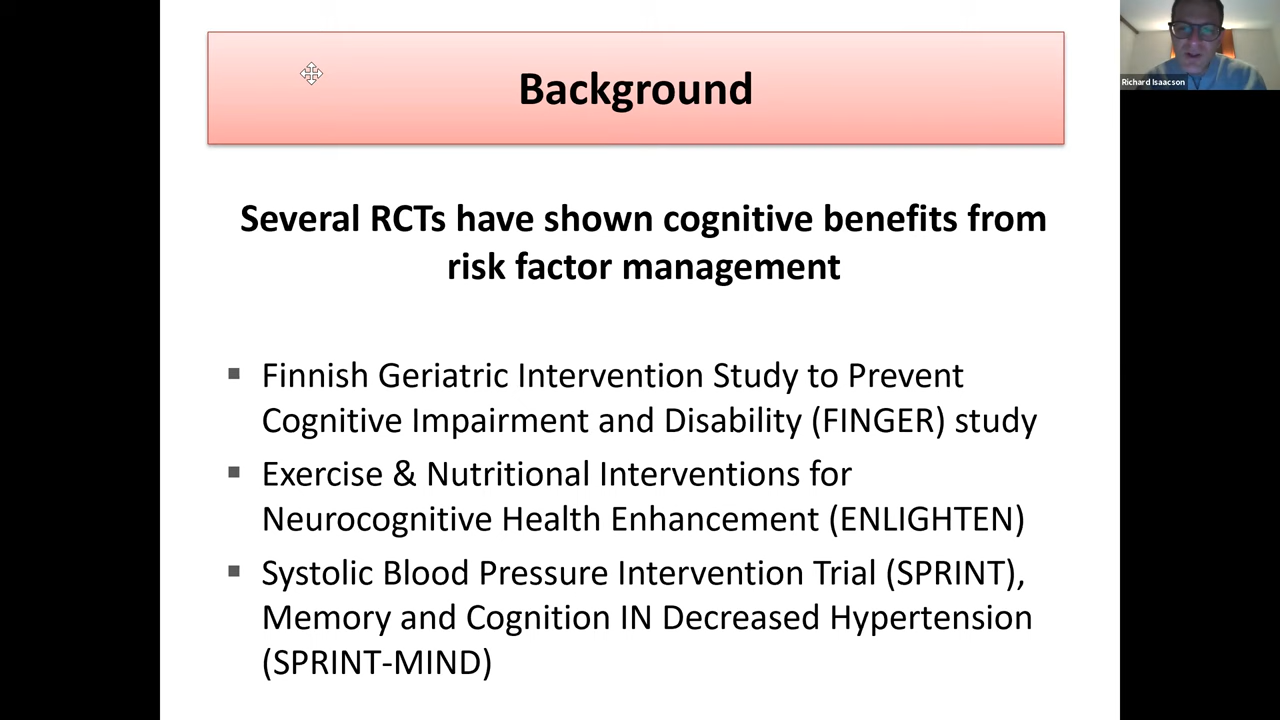 Background
Richard Isaacson
Several RCTs have shown cognitive benefits from
risk factor management
▪ Finnish Geriatric Intervention Study to Prevent
Cognitive Impairment and Disability (FINGER) study
▪ Exercise & Nutritional Interventions for
Neurocognitive Health Enhancement (ENLIGHTEN)
▪ Systolic Blood Pressure Intervention Trial (SPRINT),
Memory and Cognition IN Decreased Hypertension
(SPRINT-MIND)